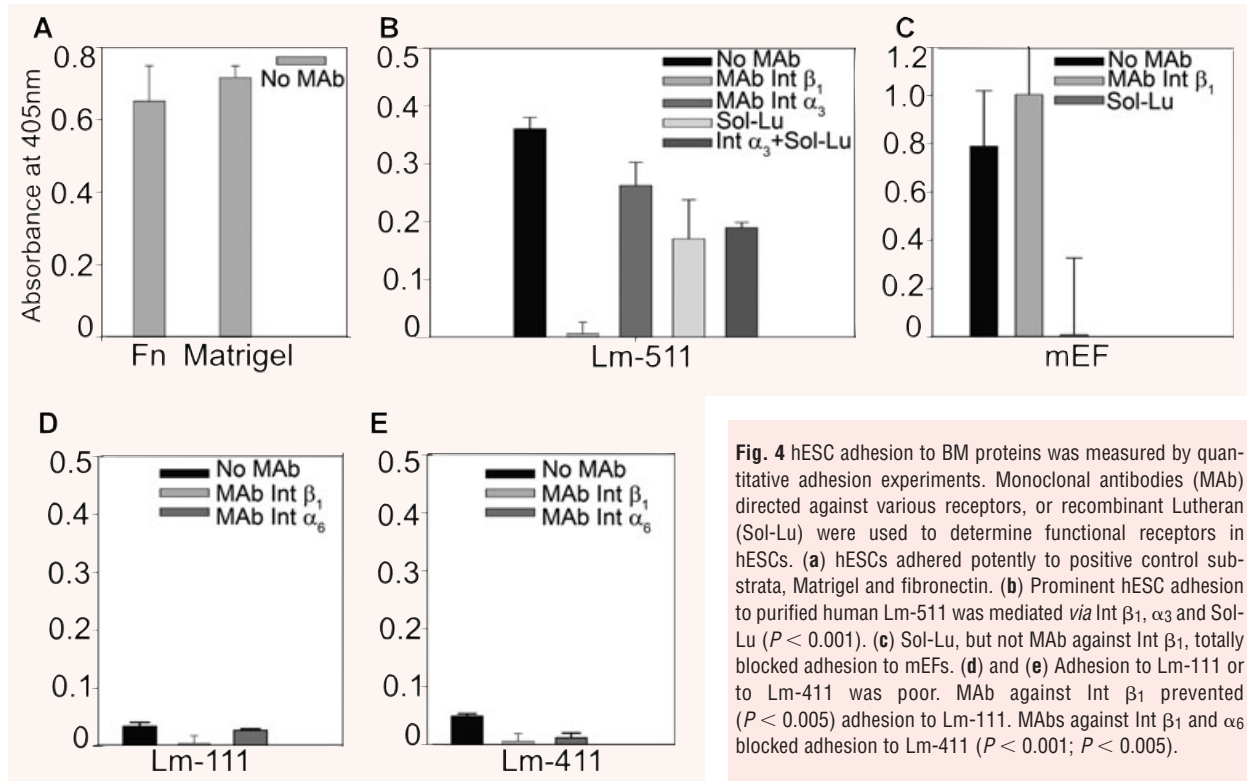 A
Absorbance at 405nm
0.8
0.6
0.4
0.2
0
No MAb
Fn Matrigel
B
0.5
0.4
0.3
0.2
0.1
0
No MAb
MAb Int β1
MAb Int α3
Sol-Lu
Int α3+Sol-Lu
Lm-511
C
1.2
1.0
0.8
0.6
0.4
0.2
0
No MAb
MAb Int β1
Sol-Lu
mEF
D
0.5
0.4
0.3
0.2
0.1
0
No MAb
MAb Int β1
MAb Int α6
Lm-111
E
0.5
0.4
0.3
0.2
0.1
0
No MAb
MAb Int β1
MAb Int α6
Lm-411
Fig. 4 hESC adhesion to BM proteins was measured by quan-
titative adhesion experiments. Monoclonal antibodies (MAb)
directed against various receptors, or recombinant Lutheran
(Sol-Lu) were used to determine functional receptors in
hESCs. (a) hESCs adhered potently to positive control sub-
strata, Matrigel and fibronectin. (b) Prominent hESC adhesion
to purified human Lm-511 was mediated via Int β1, α3 and Sol-
Lu (P < 0.001). (c) Sol-Lu, but not MAb against Int β1, totally
blocked adhesion to mEFs. (d) and (e) Adhesion to Lm-111 or
to Lm-411 was poor. MAb against Int β1 prevented
(P < 0.005) adhesion to Lm-111. MAbs against Int β1 and α6
blocked adhesion to Lm-411 (P < 0.001; P < 0.005).